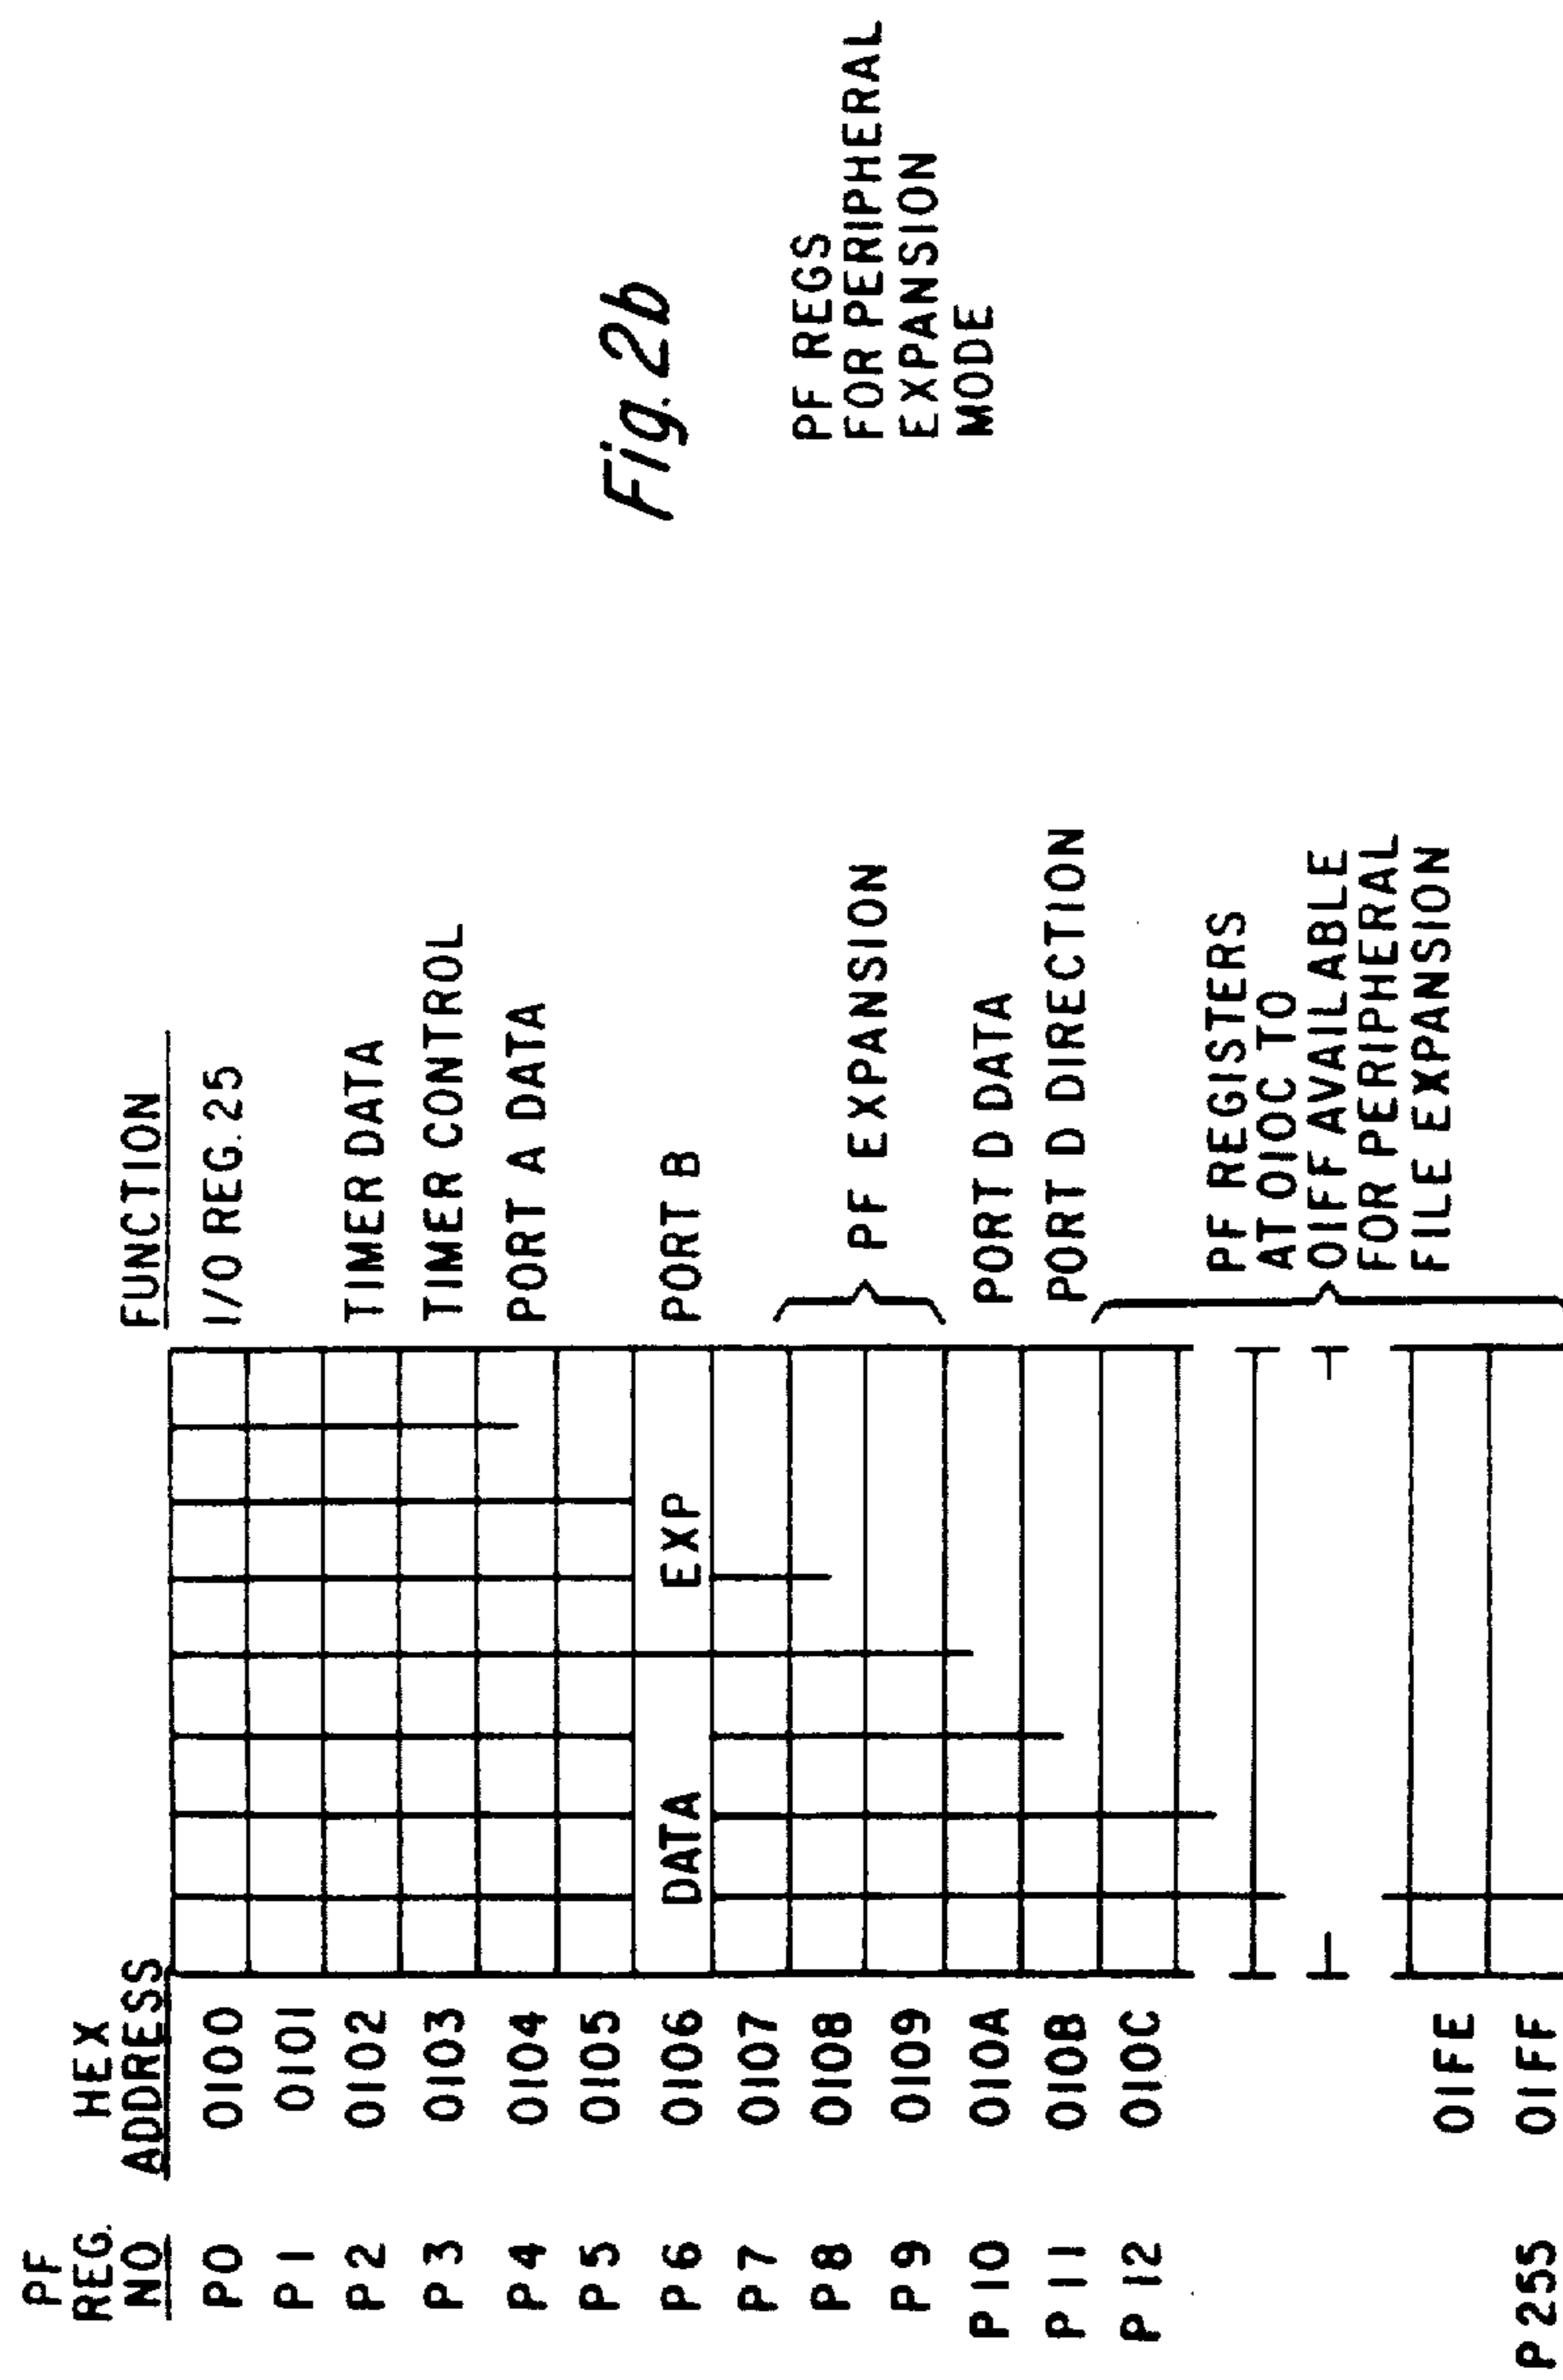 PF
REG.
NO
HEX
ADDRESS
FUNCTION
P0 0100 I/O REG.25
P1 0101
P2 0102 TIMER DATA
P3 0103 TIMER CONTROL
P4 0104 PORT A DATA
P5 0105
P6 0106 DATA EXP PORT B
P7 0107
P8 0108 PF EXPANSION
P9 0109
P10 010A PORT D DATA
P11 010B PORT D DIRECTION
P12 010C
PF REGISTERS
AT 010C TO
01FF AVAILABLE
FOR PERIPHERAL
FILE EXPANSION
01FE
P255 01FF
Fig. 2b
PF REGS
FOR PERIPHERAL
EXPANSION
MODE